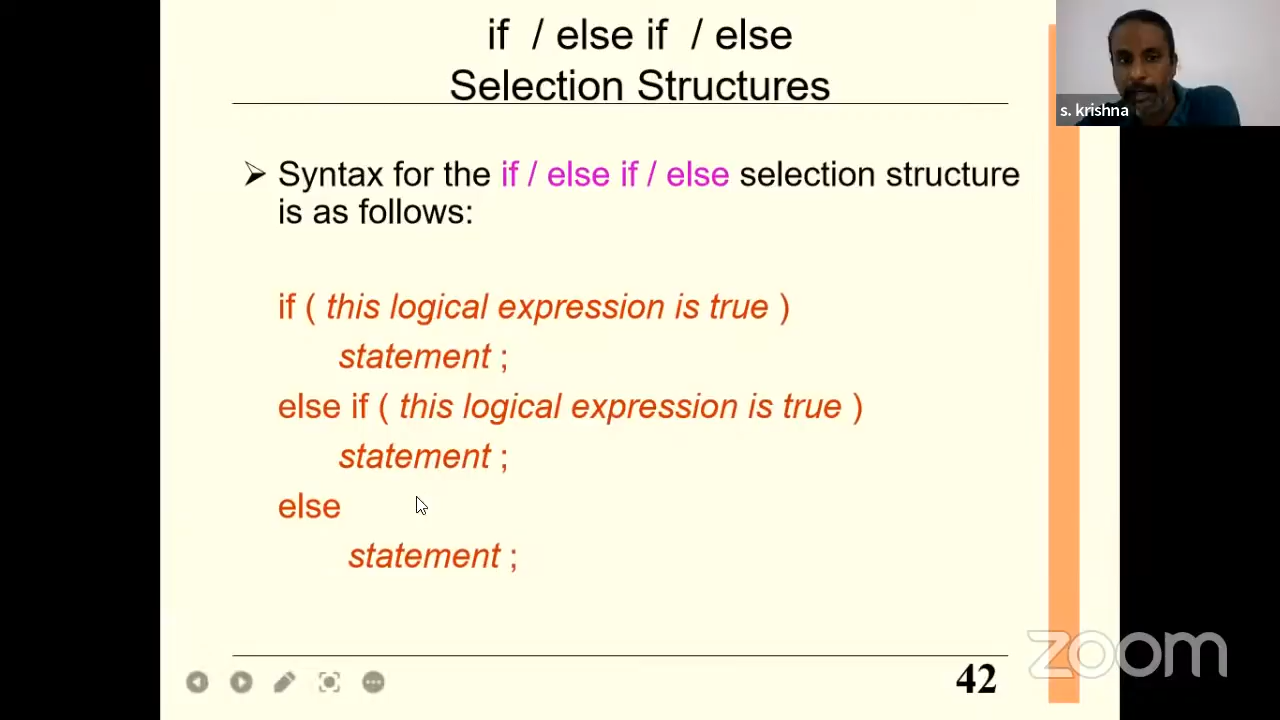 if / else if / else
Selection Structures
s. krishna
➢ Syntax for the if / else if / else selection structure
is as follows:
if ( this logical expression is true )
statement ;
else if ( this logical expression is true )
statement ;
else
statement ;
42
zoom